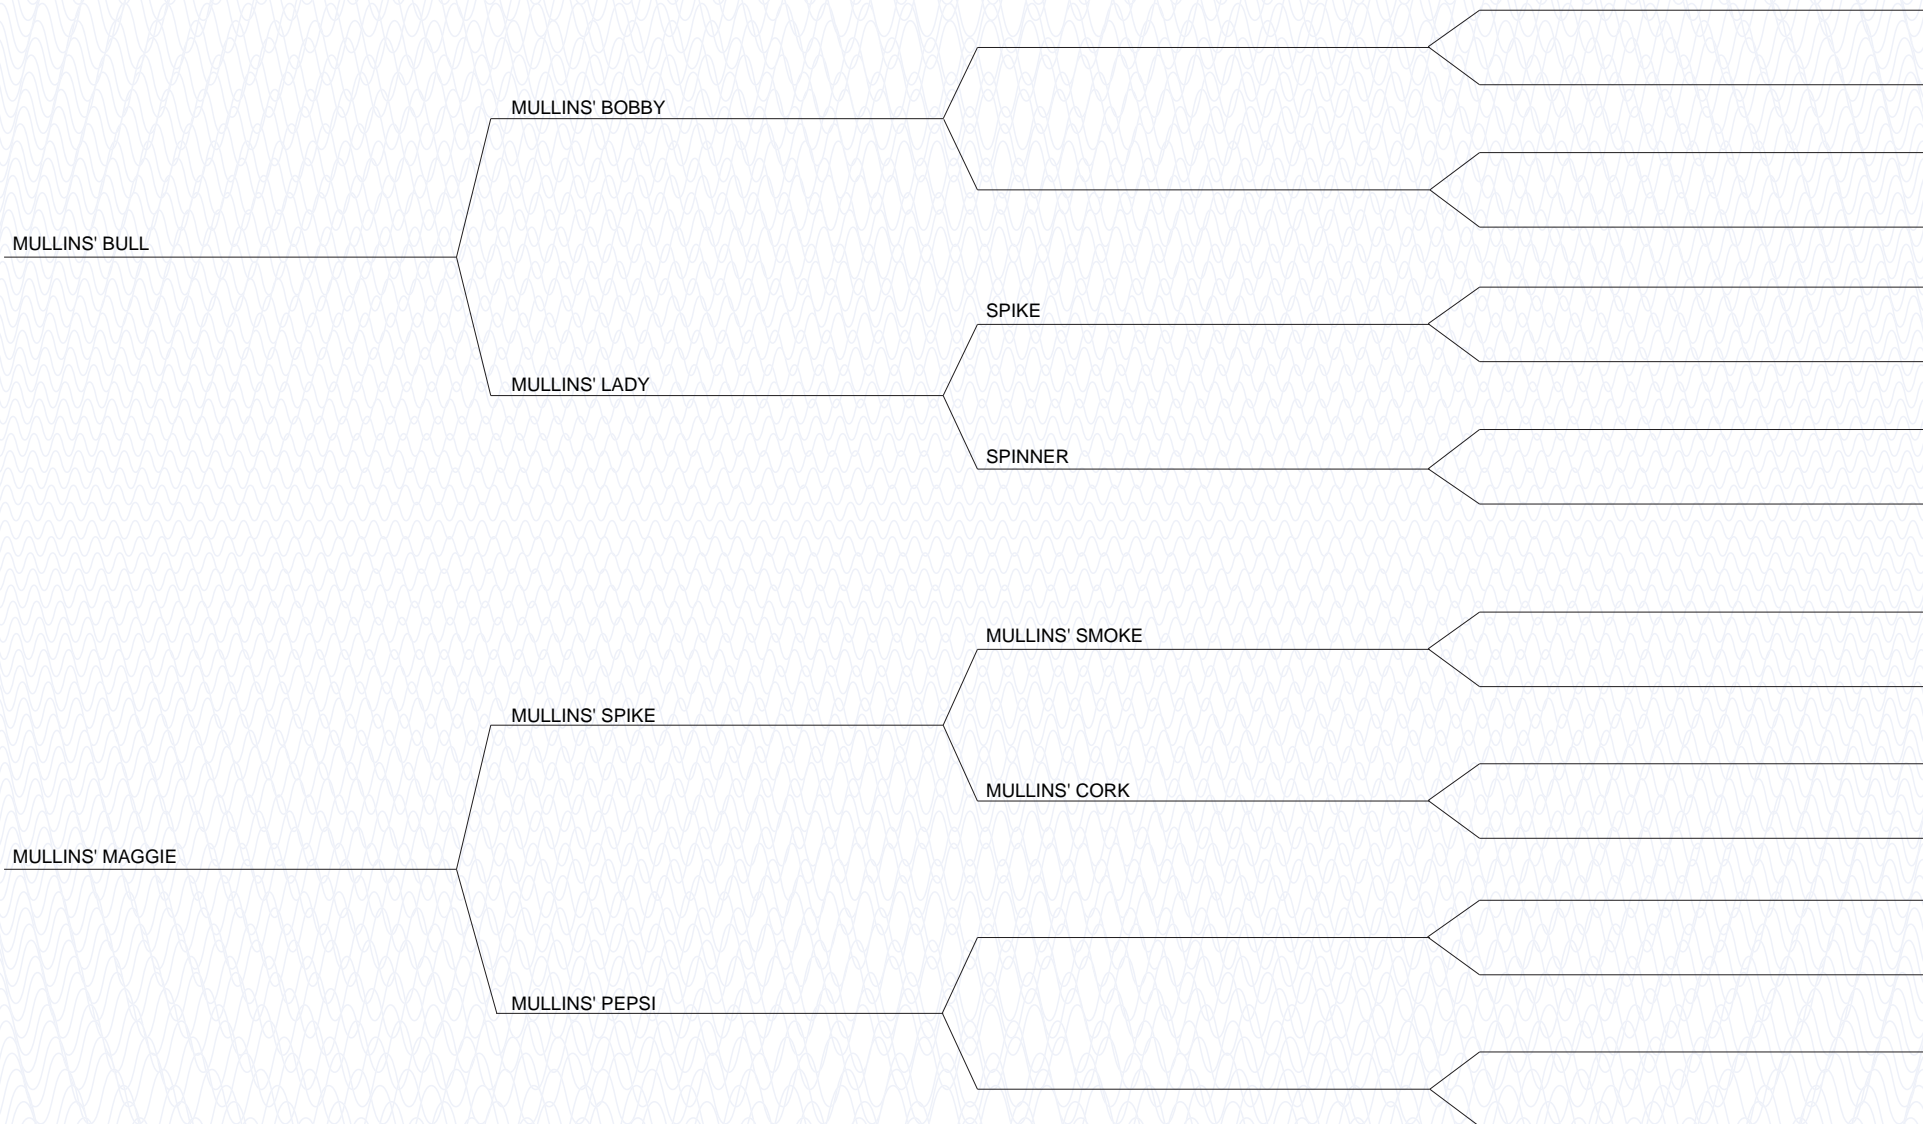 MULLINS' BOBBY
MULLINS' BULL
SPIKE
MULLINS' LADY
SPINNER
MULLINS' SMOKE
MULLINS' SPIKE
MULLINS' CORK
MULLINS' MAGGIE
MULLINS' PEPSI